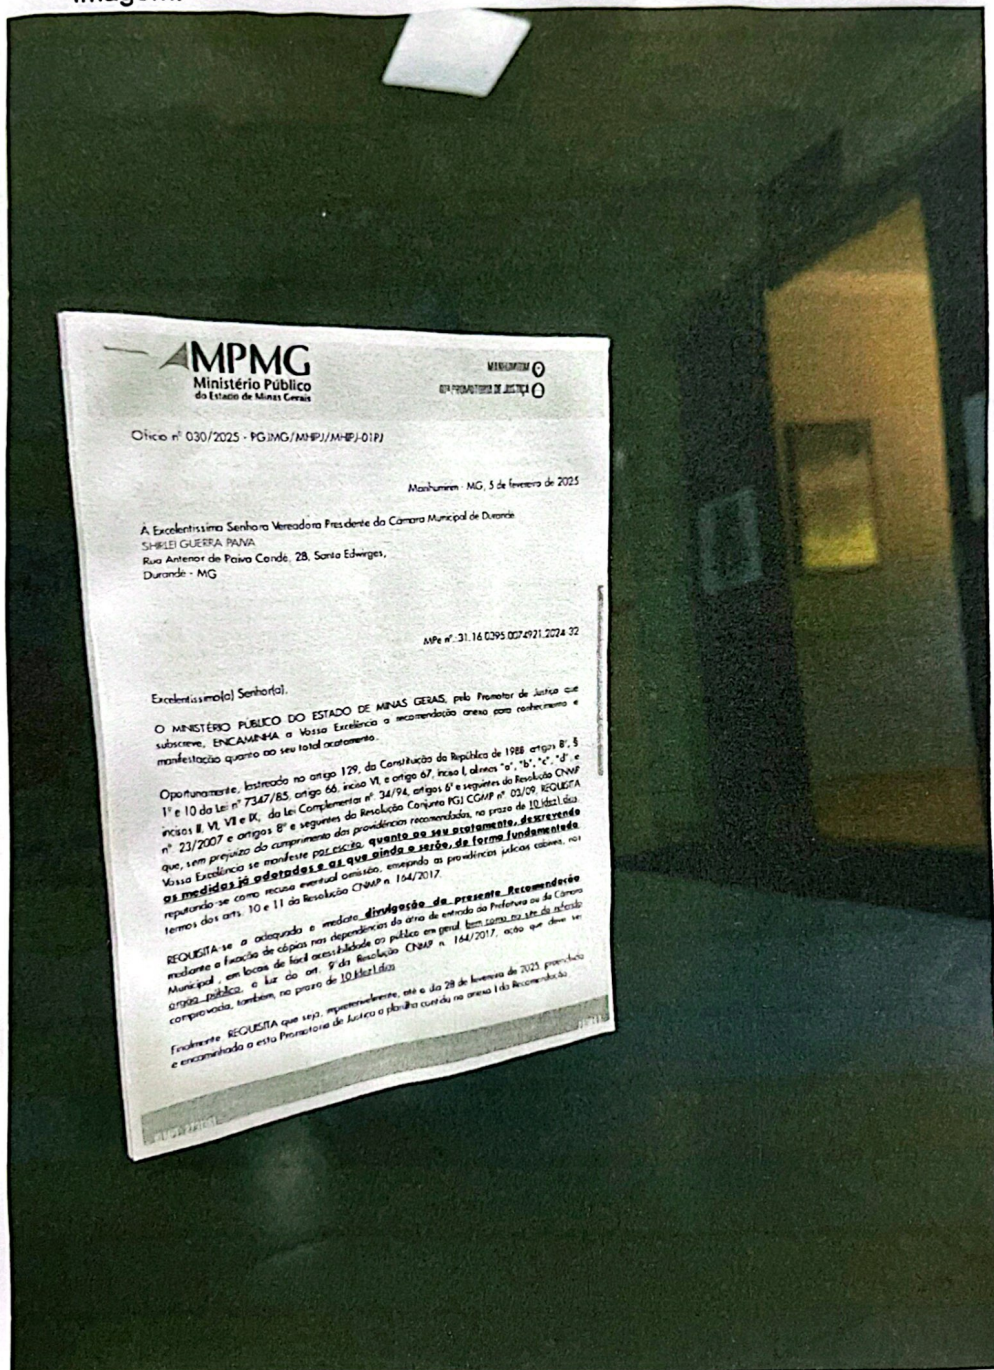 MPMG
Ministério Público
do Estado de Minas Gerais
MANHUMIRIM
01ª PROMOTORIA DE JUSTIÇA
Ofício nº 030/2025 - PGJMG/MHPJ/MHPJ-01PJ
Manhumirim - MG, 5 de fevereiro de 2025
À Excelentíssima Senhora Vereadora Presidente da Câmara Municipal de Durandé
SHIRLEI GUERRA PAIVA
Rua Antenor de Paiva Condé, 28, Santa Edwirges,
Durandé - MG
MPe nº: 31.16.0395.0074921.2024-32
Excelentíssimo(a) Senhor(a),
O MINISTÉRIO PÚBLICO DO ESTADO DE MINAS GERAIS, pelo Promotor de Justiça que
subscreve, ENCAMINHA a Vossa Excelência a recomendação anexa para conhecimento e
manifestação quanto ao seu total acatamento.
Oportunamente, lastreado no artigo 129, da Constituição da República de 1988 artigos 8º, §
1º e 10 da Lei nº 7347/85, artigo 66, inciso VI, e artigo 67, inciso I, alíneas "a", "b", "c", "d", e
incisos II, VI, VII e IX, da Lei Complementar nº 34/94, artigos 6º e seguintes da Resolução CNMP
nº 23/2007 e artigos 8º e seguintes da Resolução Conjunta PGJ CGMP nº 03/09, REQUISITA
que, sem prejuízo do cumprimento das providências recomendadas, no prazo de 10 (dez) dias,
Vossa Excelência se manifeste por escrito, quanto ao seu acatamento, descrevendo
as medidas já adotadas e as que ainda o serão, de forma fundamentada,
reputando-se como recusa eventual omissão, ensejando as providências judiciais cabíveis, nos
termos dos arts. 10 e 11 da Resolução CNMP n. 164/2017.
REQUISITA-se a adequada e imediata divulgação da presente Recomendação
mediante a fixação de cópias nas dependências do átrio de entrada da Prefeitura ou da Câmara
Municipal, em locais de fácil acessibilidade ao público em geral, bem como no site do referido
órgão público, à luz do art. 9º da Resolução CNMP n. 164/2017, ação que deve ser
comprovada, também, no prazo de 10 (dez) dias.
Finalmente, REQUISITA que seja, impreterivelmente, até o dia 28 de fevereiro de 2025, preenchida
e encaminhada a esta Promotoria de Justiça a planilha contida no anexo I da Recomendação.